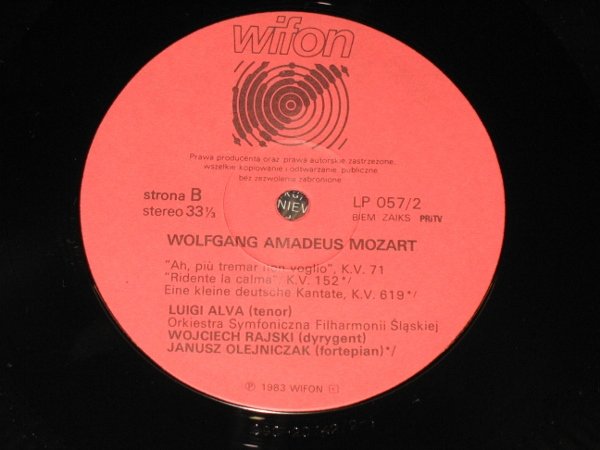 wifon
Prawa producenta oraz prawa autorskie zastrzeżone,
wszelkie kopiowanie i odtwarzanie publiczne
bez zezwolenia zabronione
strona B
stereo 33⅓
LP 057/2
BIEM ZAIKS PRiTV
NIEV
WOLFGANG AMADEUS MOZART
"Ah, più tremar non voglio", K.V. 71
"Ridente la calma", K.V. 152*/
Eine kleine deutsche Kantate, K.V. 619*/
LUIGI ALVA (tenor)
Orkiestra Symfoniczna Filharmonii Śląskiej
WOJCIECH RAJSKI (dyrygent)
JANUSZ OLEJNICZAK (fortepian)*/
Ⓟ 1983 WIFON